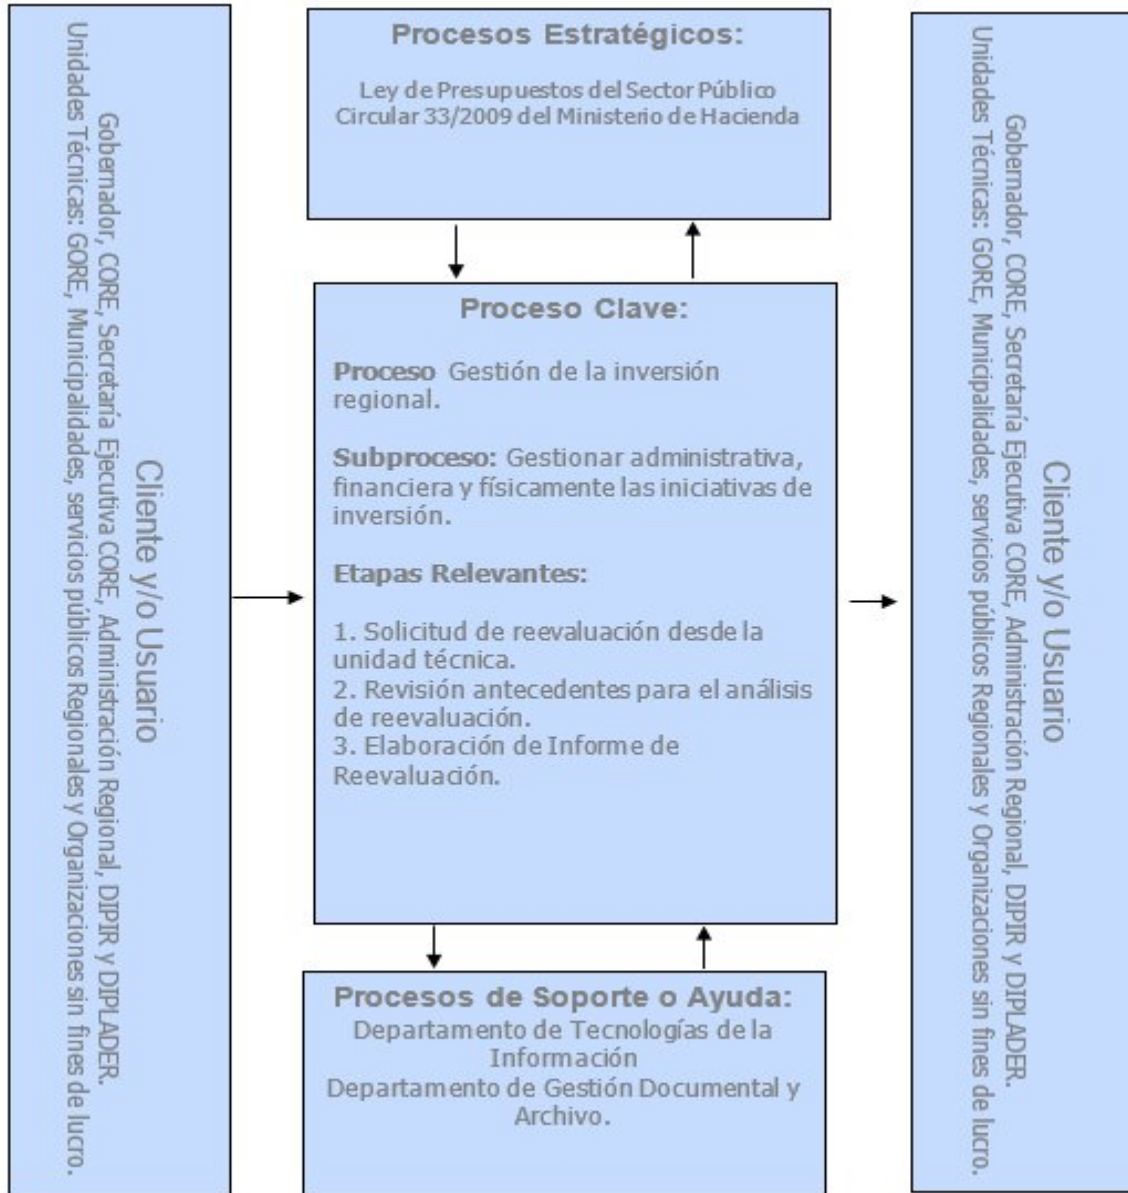 Cliente y/o Usuario
Gobernador, CORE, Secretaría Ejecutiva CORE, Administración Regional, DIPIR y DIPLADER.
Unidades Técnicas: GORE, Municipalidades, servicios públicos Regionales y Organizaciones sin fines de lucro.
Procesos Estratégicos:
Ley de Presupuestos del Sector Público
Circular 33/2009 del Ministerio de Hacienda
Proceso Clave:
Proceso Gestión de la inversión
regional.
Subproceso: Gestionar administrativa,
financiera y físicamente las iniciativas de
inversión.
Etapas Relevantes:
1. Solicitud de reevaluación desde la
unidad técnica.
2. Revisión antecedentes para el análisis
de reevaluación.
3. Elaboración de Informe de
Reevaluación.
Procesos de Soporte o Ayuda:
Departamento de Tecnologías de la
Información
Departamento de Gestión Documental y
Archivo.
Cliente y/o Usuario
Gobernador, CORE, Secretaría Ejecutiva CORE, Administración Regional, DIPIR y DIPLADER.
Unidades Técnicas: GORE, Municipalidades, servicios públicos Regionales y Organizaciones sin fines de lucro.